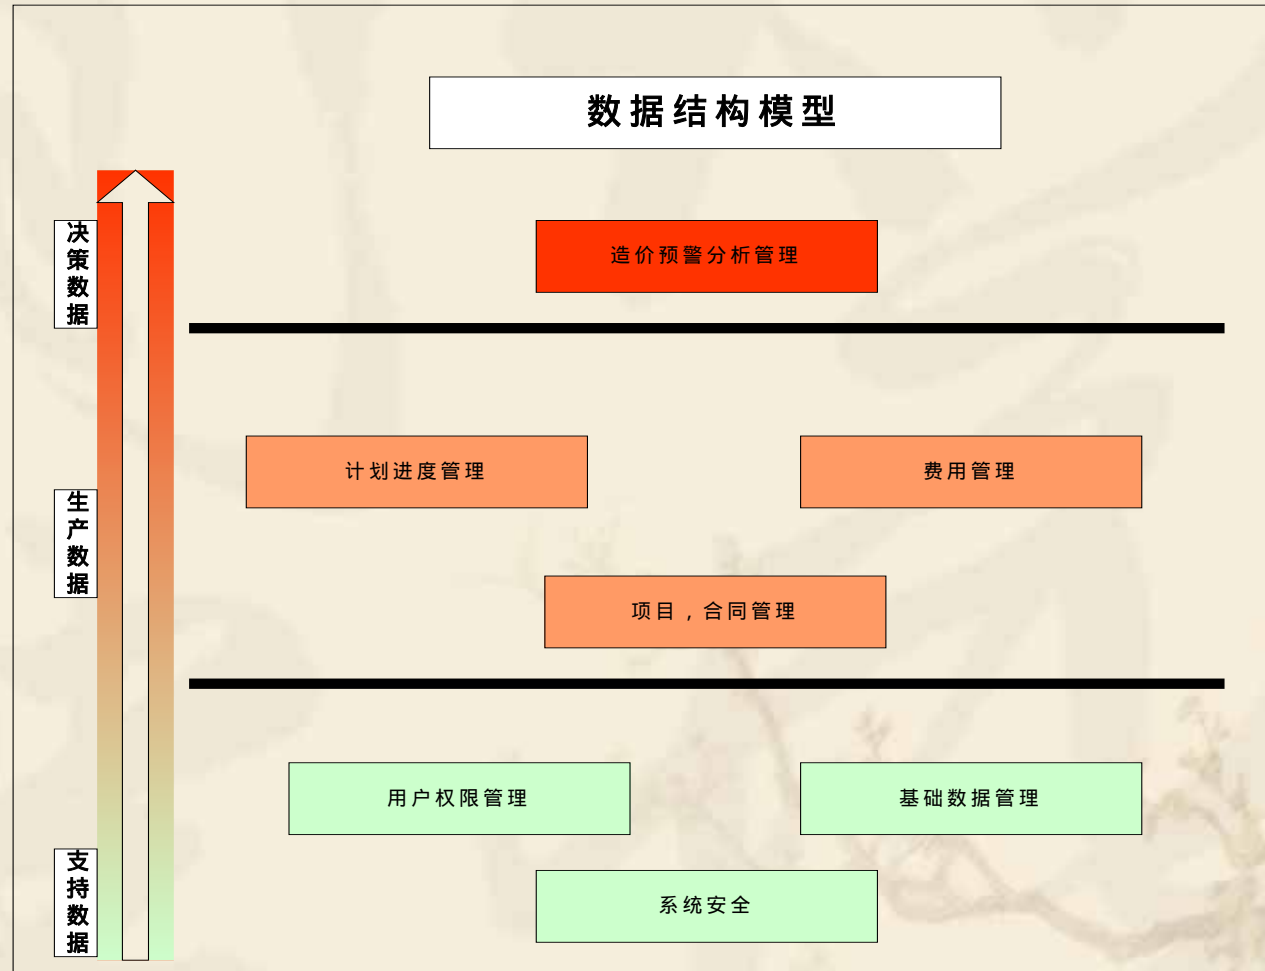 数据结构模型
决策数据
造价预警分析管理
计划进度管理
费用管理
生产数据
项目，合同管理
用户权限管理
基础数据管理
支持数据
系统安全